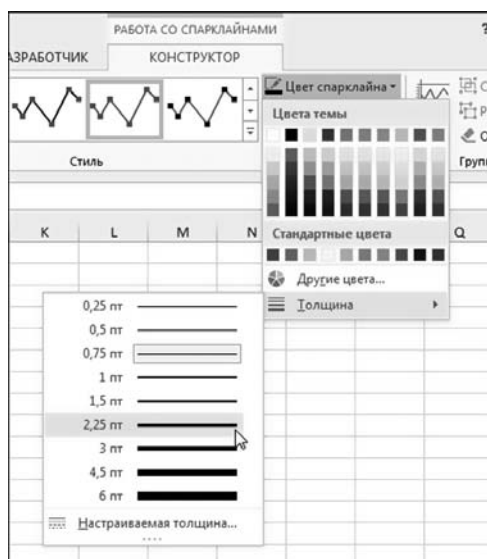 РАБОТА СО СПАРКЛАЙНАМИ
?
АЗРАБОТЧИК
КОНСТРУКТОР
Цвет спарклайна
Стиль
Цвета темы
Стандартные цвета
Другие цвета...
Толщина
K L M N Q
0,25 пт
0,5 пт
0,75 пт
1 пт
1,5 пт
2,25 пт
3 пт
4,5 пт
6 пт
Настраиваемая толщина...